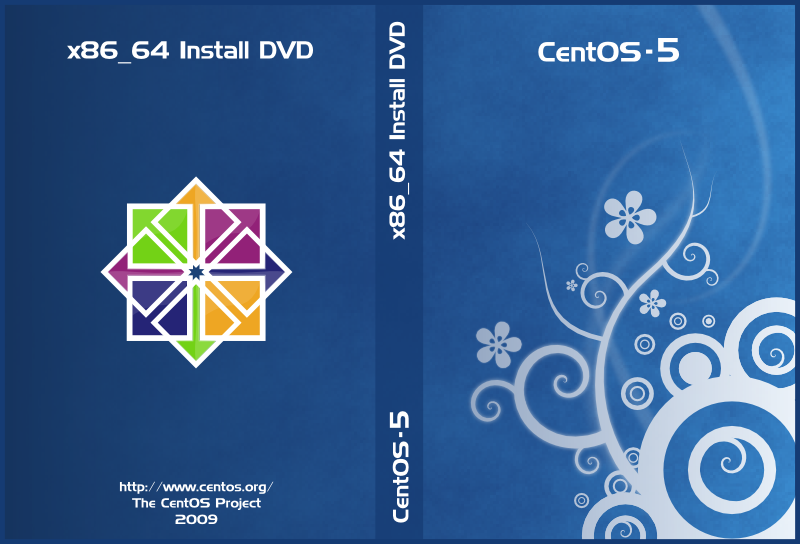 x86_64 Install DVD
http://www.centos.org/
The CentOS Project
2009
x86_64 Install DVD
CentOS-5
CentOS-5